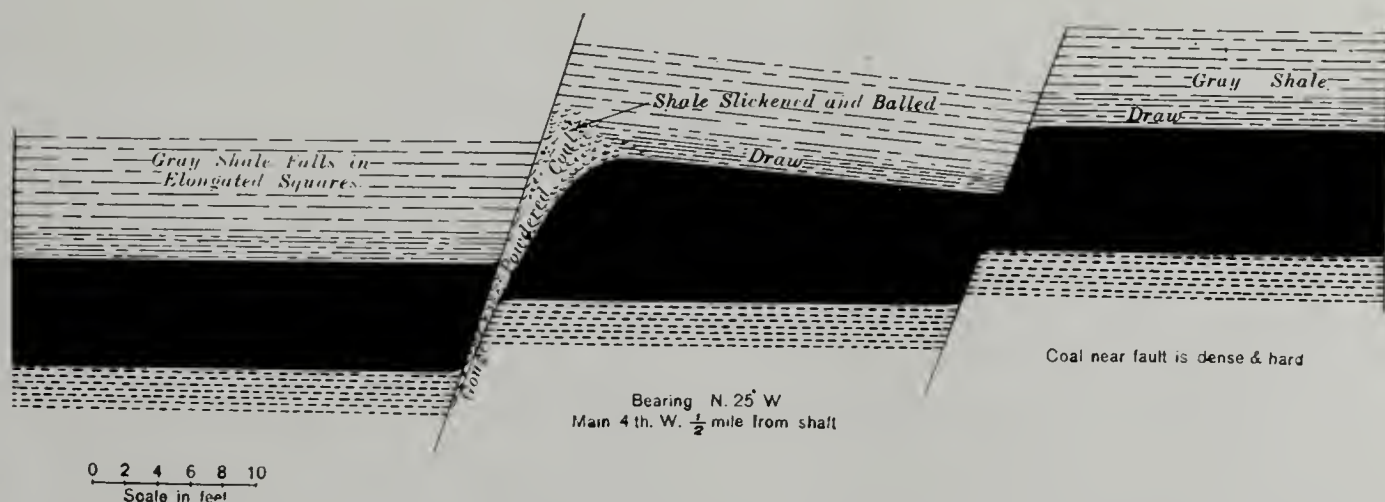 Gray Shale
Shale Slickened and Balled
Draw
Gray Shale Falls in
Elongated Squares.
Draw
Powdered Coal
Gouge
Coal near fault is dense & hard
Bearing N. 25° W
Main 4th. W. 1/2 mile from shaft
0 2 4 6 8 10
Scale in feet